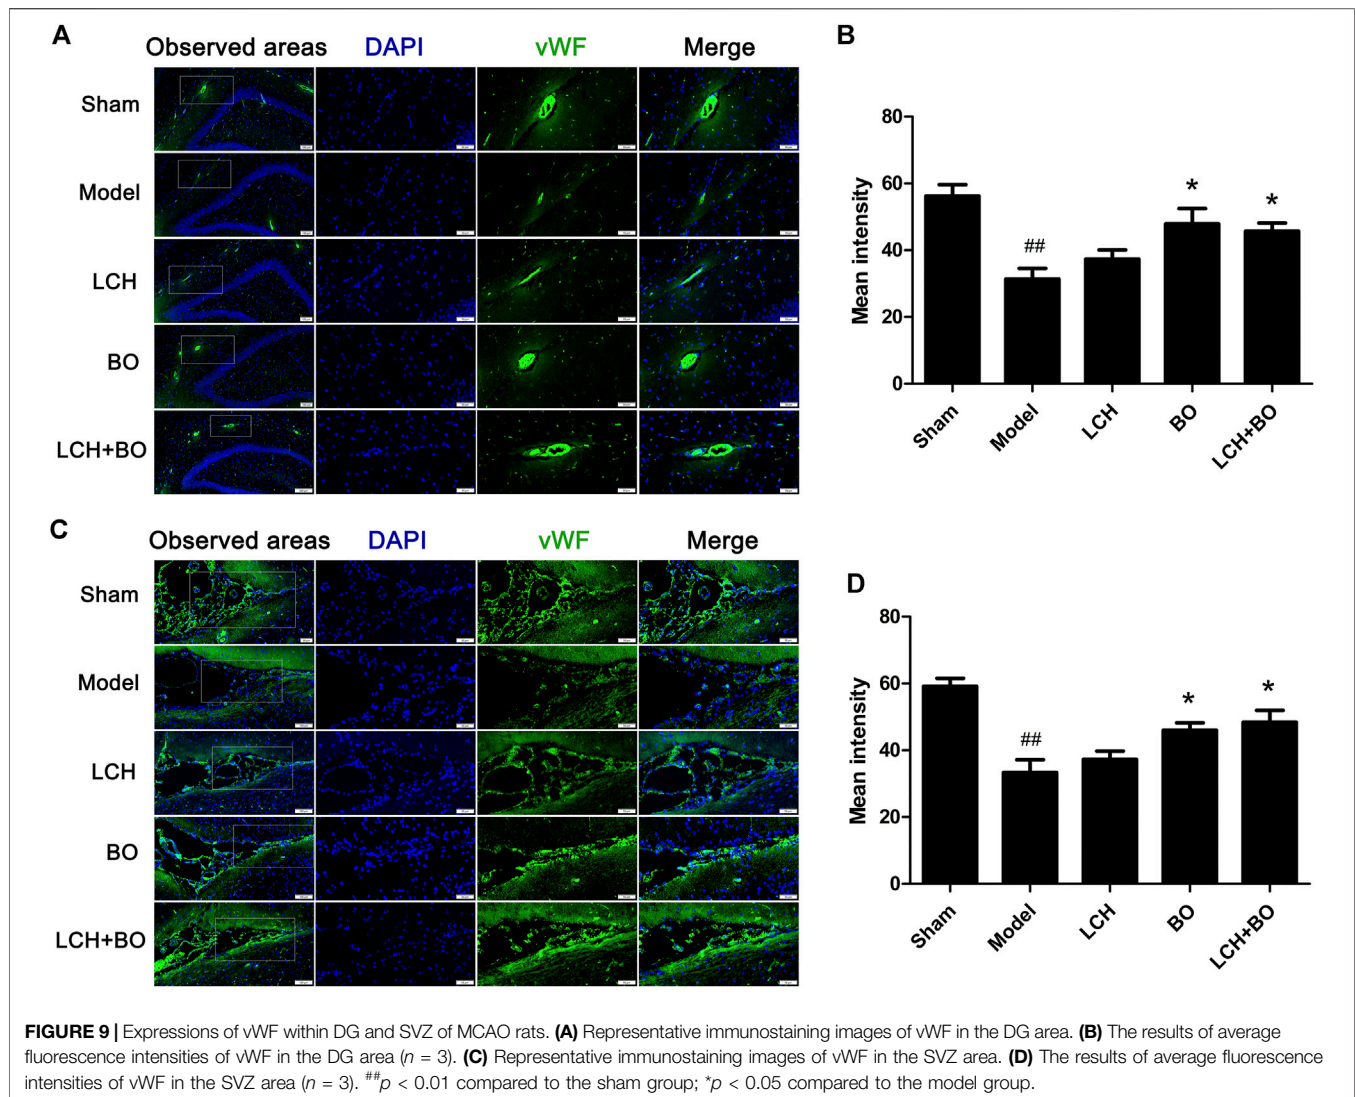 A
Observed areas DAPI vWF Merge
Sham
Model
LCH
BO
LCH+BO
B
Mean intensity
80
60
40
20
0
##
*
*
Sham
Model
LCH
BO
LCH+BO
C
Observed areas DAPI vWF Merge
Sham
Model
LCH
BO
LCH+BO
D
Mean intensity
80
60
40
20
0
##
*
*
Sham
Model
LCH
BO
LCH+BO
FIGURE 9 | Expressions of vWF within DG and SVZ of MCAO rats. (A) Representative immunostaining images of vWF in the DG area. (B) The results of average
fluorescence intensities of vWF in the DG area (n = 3). (C) Representative immunostaining images of vWF in the SVZ area. (D) The results of average fluorescence
intensities of vWF in the SVZ area (n = 3). ##p < 0.01 compared to the sham group; *p < 0.05 compared to the model group.